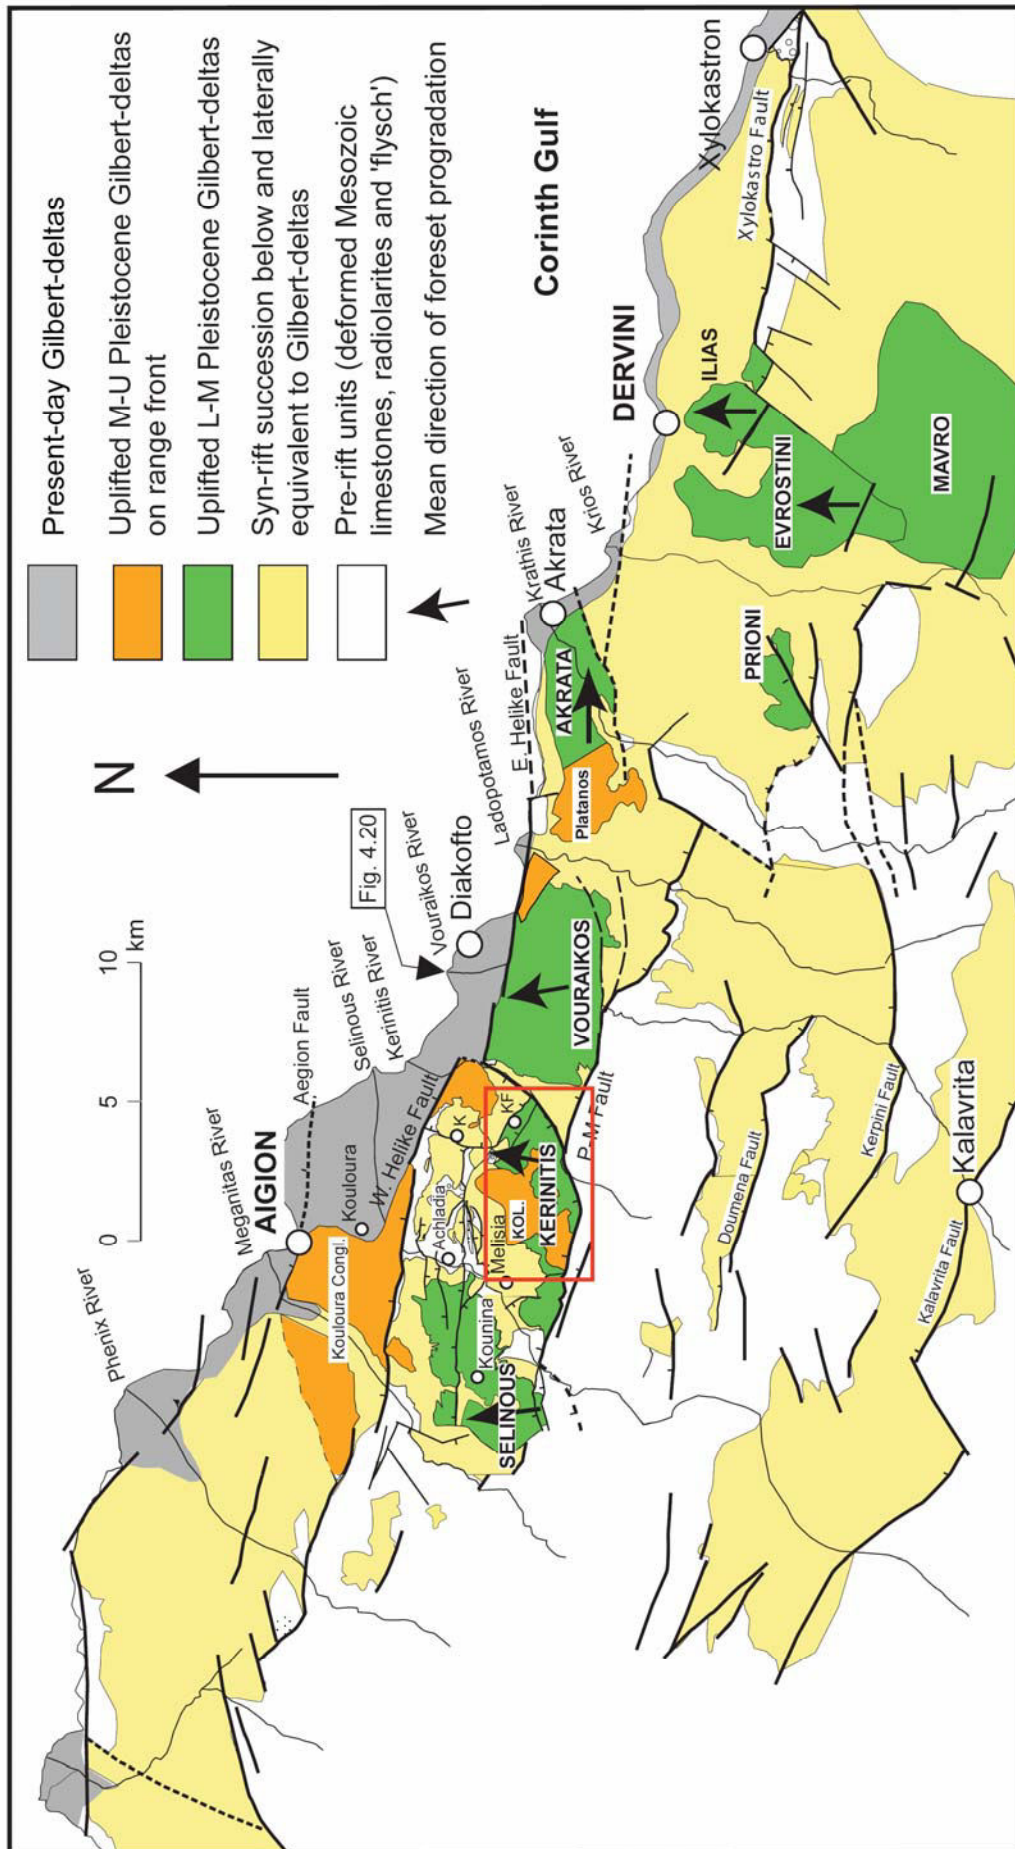 Present-day Gilbert-deltas
Uplifted M-U Pleistocene Gilbert-deltas
on range front
Uplifted L-M Pleistocene Gilbert-deltas
Syn-rift succession below and laterally
equivalent to Gilbert-deltas
Pre-rift units (deformed Mesozoic
limestones, radiolarites and 'flysch')
Mean direction of foreset progradation
N
0
5
10
km
Fig. 4.20
Phenix River
Meganitas River
AIGION
Aegion Fault
Selinous River
Kerinitis River
Vouraikos River
Diakofto
Ladopotamos River
E. Helike Fault
Krathis River
Akrata
Krios River
DERVINI
Corinth Gulf
Xylokastron
Xylokastro Fault
Kouloura
Kouloura Congl.
W. Helike Fault
Achladia
K
KF
Melisia
KOL.
KERINITIS
Kounina
SELINOUS
VOURAIKOS
P-M Fault
Platanos
AKRATA
PRIONI
EVROSTINI
ILIAS
MAVRO
Doumena Fault
Kerpini Fault
Kalavrita
Kalavrita Fault